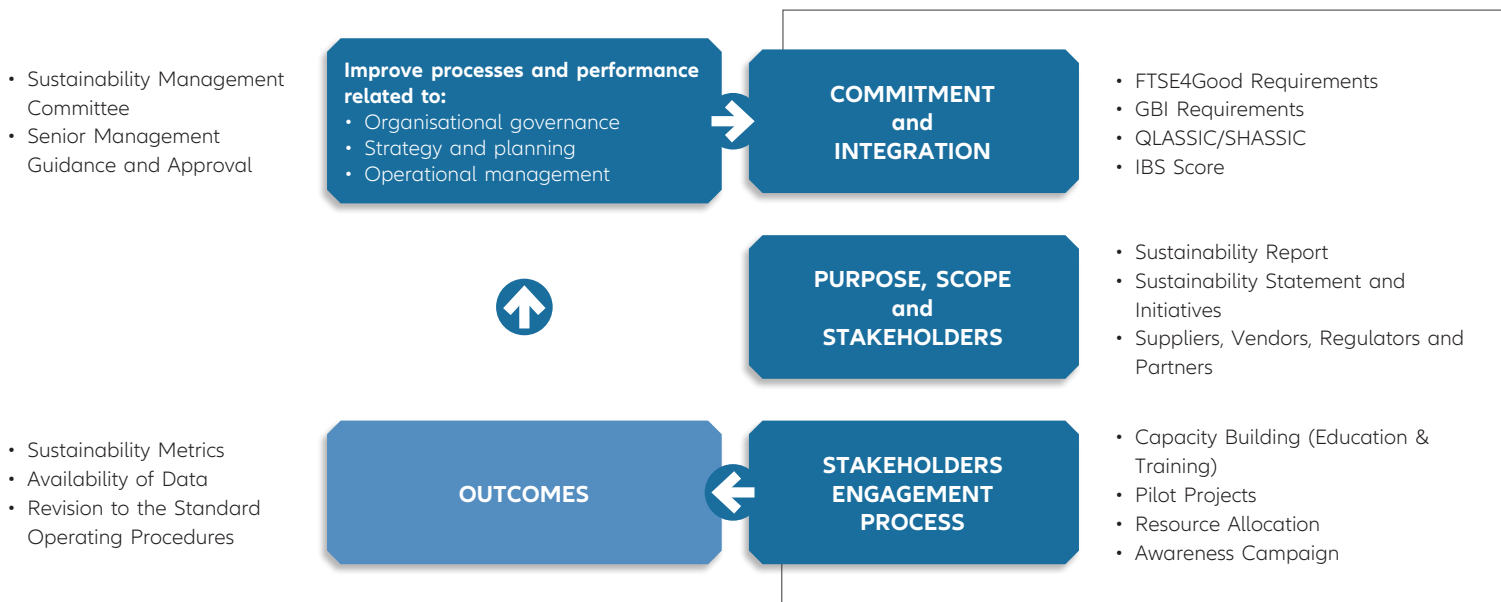 • Sustainability Management
Committee
• Senior Management
Guidance and Approval
Improve processes and performance
related to:
• Organisational governance
• Strategy and planning
• Operational management
COMMITMENT
and
INTEGRATION
• FTSE4Good Requirements
• GBI Requirements
• QLASSIC/SHASSIC
• IBS Score
PURPOSE, SCOPE
and
STAKEHOLDERS
• Sustainability Report
• Sustainability Statement and
Initiatives
• Suppliers, Vendors, Regulators and
Partners
• Sustainability Metrics
• Availability of Data
• Revision to the Standard
Operating Procedures
OUTCOMES
STAKEHOLDERS
ENGAGEMENT
PROCESS
• Capacity Building (Education &
Training)
• Pilot Projects
• Resource Allocation
• Awareness Campaign